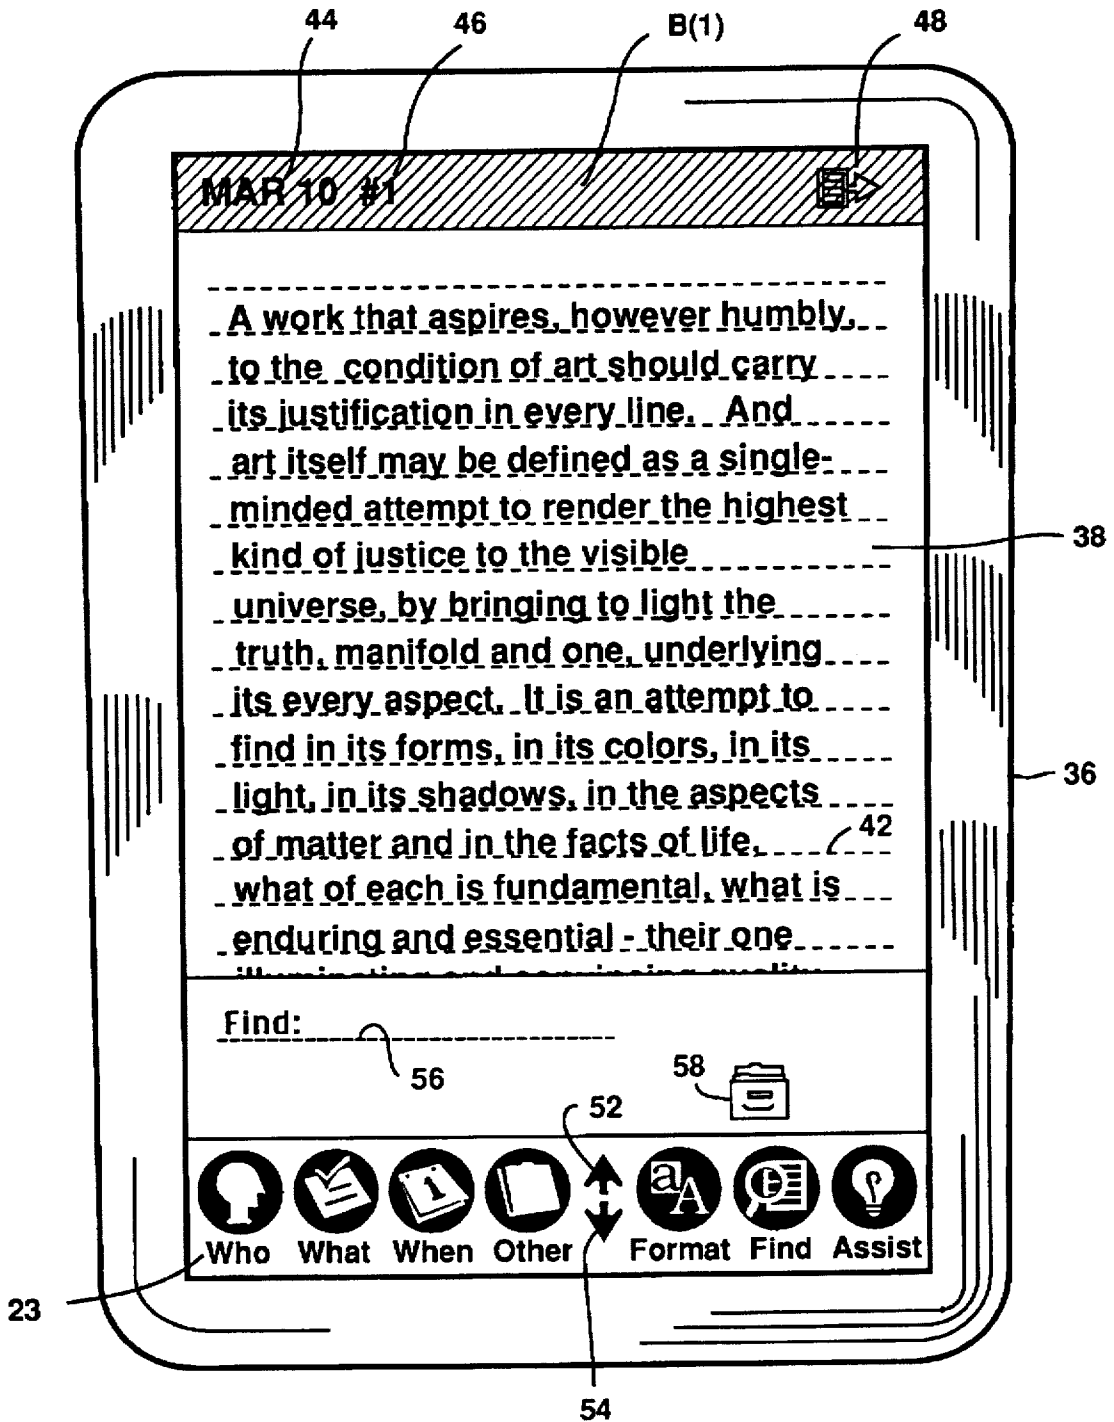 44 46 B(1) 48
MAR 10 #1
A work that aspires, however humbly,
to the condition of art should carry
its justification in every line. And
art itself may be defined as a single-
minded attempt to render the highest
kind of justice to the visible
38
universe, by bringing to light the
truth, manifold and one, underlying
its every aspect. It is an attempt to
find in its forms, in its colors, in its
36
light, in its shadows, in the aspects
of matter and in the facts of life,
42
what of each is fundamental, what is
enduring and essential - their one
illuminating and convincing quality
Find:
56
58
52
1
a A
Who What When Other Format Find Assist
23
54